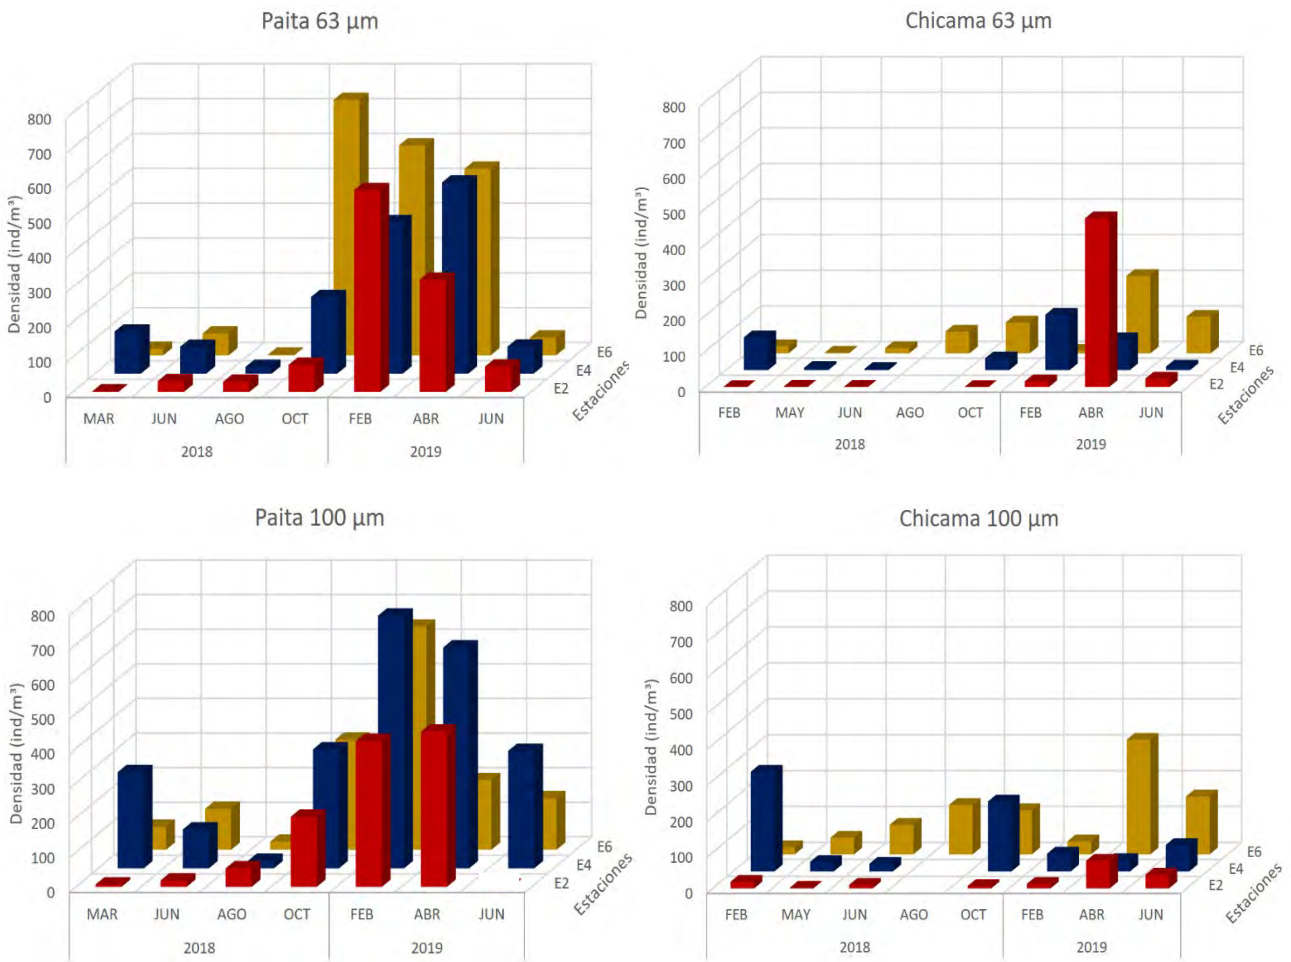 Paita 63 µm
Densidad (ind/m³)
800
700
600
500
400
300
200
100
0
MAR JUN AGO OCT FEB ABR JUN
2018 2019
E2
E4
E6
Estaciones
Chicama 63 µm
Densidad (ind/m³)
800
700
600
500
400
300
200
100
0
FEB MAY JUN AGO OCT FEB ABR JUN
2018 2019
E2
E4
E6
Estaciones
Paita 100 µm
Densidad (ind/m³)
800
700
600
500
400
300
200
100
0
MAR JUN AGO OCT FEB ABR JUN
2018 2019
E2
E4
E6
Estaciones
Chicama 100 µm
Densidad (ind/m³)
800
700
600
500
400
300
200
100
0
FEB MAY JUN AGO OCT FEB ABR JUN
2018 2019
E2
E4
E6
Estaciones